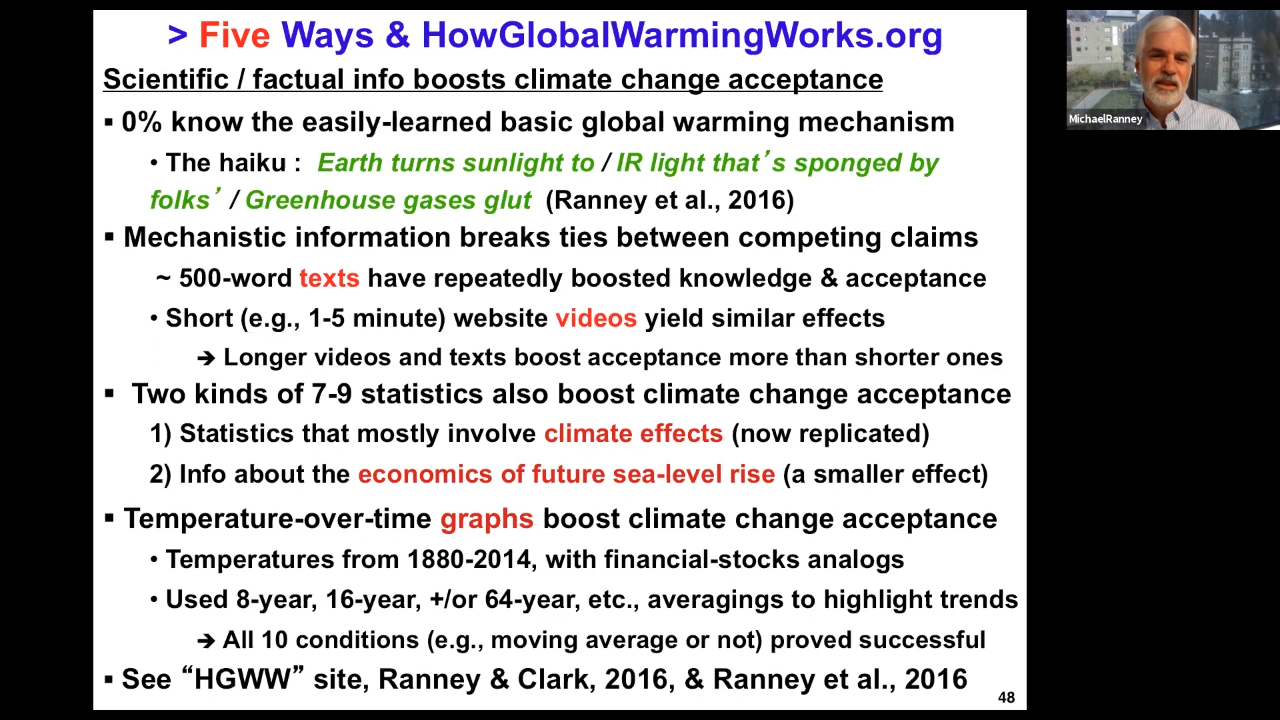 > Five Ways & HowGlobalWarmingWorks.org
Scientific / factual info boosts climate change acceptance
▪ 0% know the easily-learned basic global warming mechanism
• The haiku : Earth turns sunlight to / IR light that’s sponged by
folks’ / Greenhouse gases glut (Ranney et al., 2016)
▪ Mechanistic information breaks ties between competing claims
~ 500-word texts have repeatedly boosted knowledge & acceptance
• Short (e.g., 1-5 minute) website videos yield similar effects
➔ Longer videos and texts boost acceptance more than shorter ones
▪ Two kinds of 7-9 statistics also boost climate change acceptance
1) Statistics that mostly involve climate effects (now replicated)
2) Info about the economics of future sea-level rise (a smaller effect)
▪ Temperature-over-time graphs boost climate change acceptance
• Temperatures from 1880-2014, with financial-stocks analogs
• Used 8-year, 16-year, +/or 64-year, etc., averagings to highlight trends
➔ All 10 conditions (e.g., moving average or not) proved successful
▪ See “HGWW” site, Ranney & Clark, 2016, & Ranney et al., 2016
48
MichaelRanney